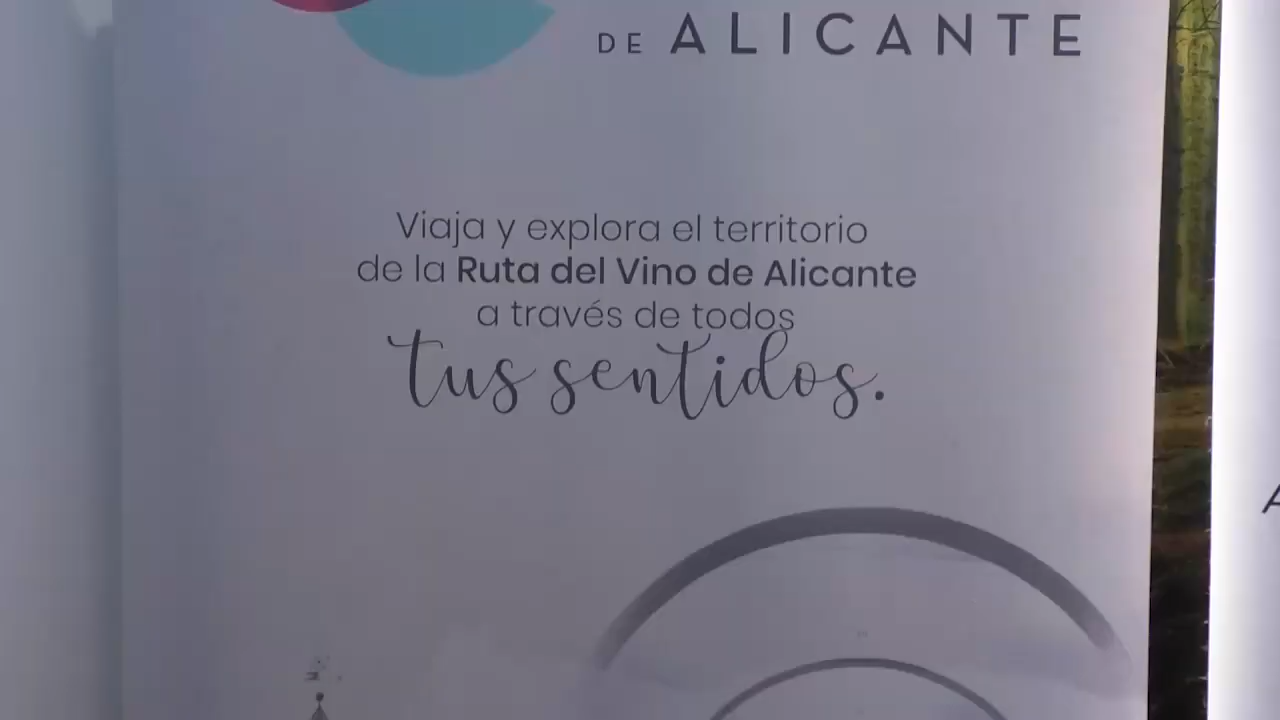 DE ALICANTE
Viaja y explora el territorio
de la Ruta del Vino de Alicante
a través de todos
tus sentidos.